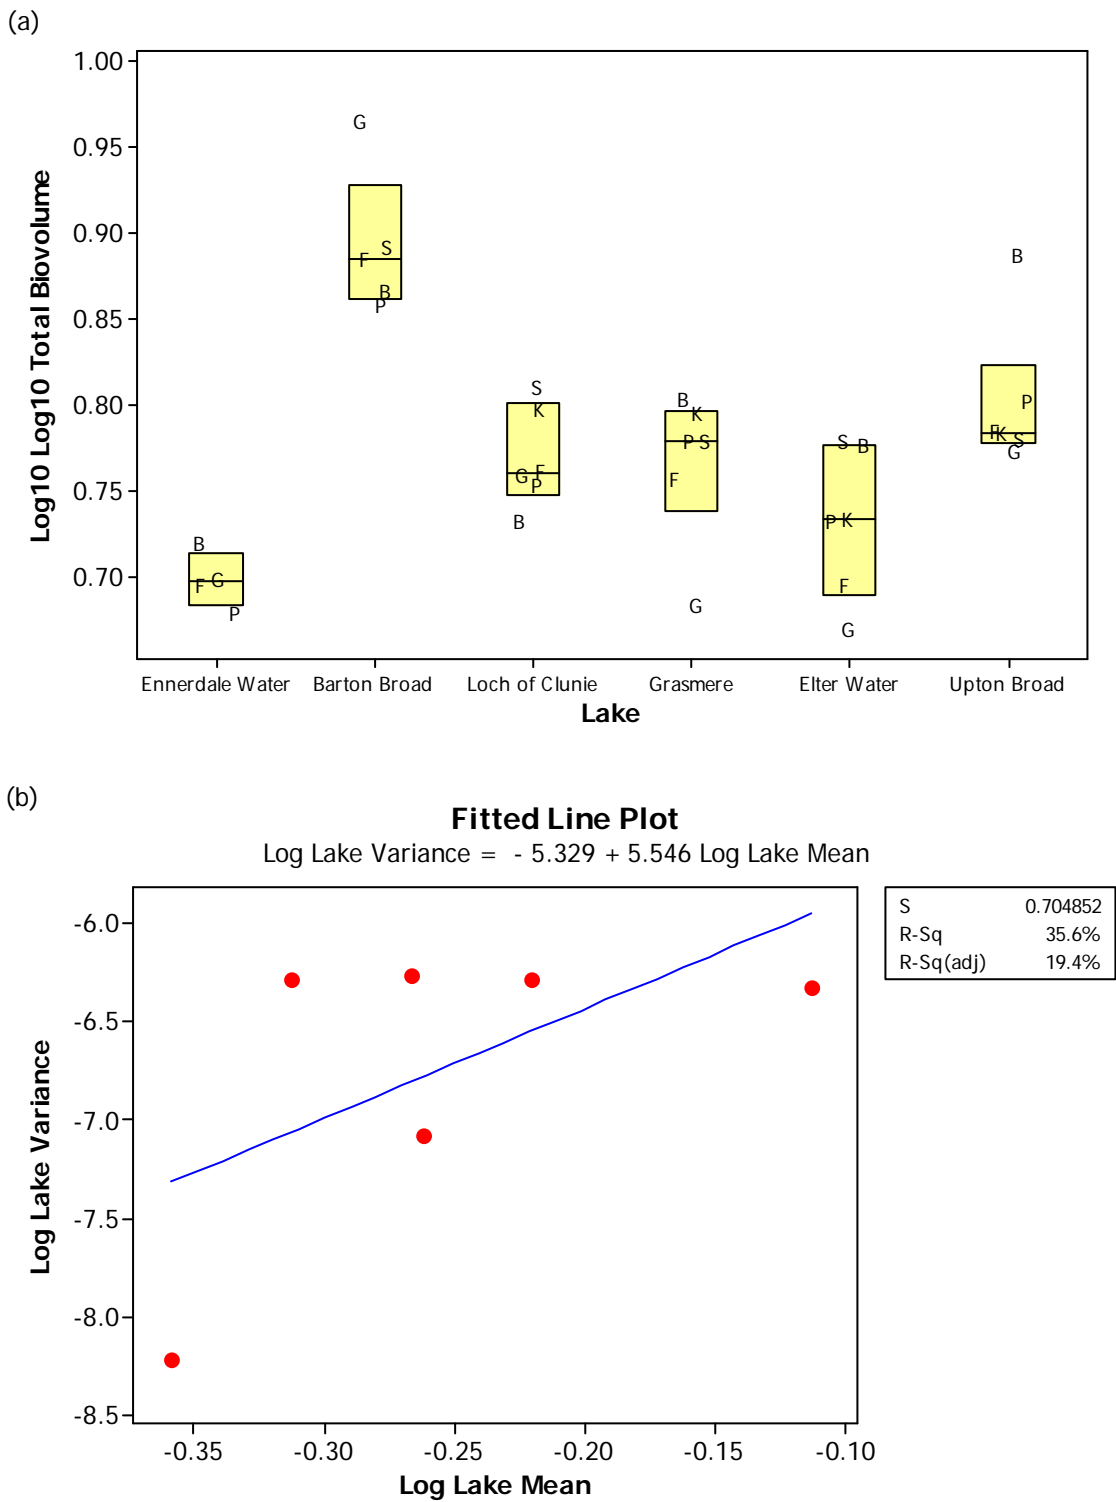 (a)
1.00
0.95
0.90
0.85
0.80
0.75
0.70
Log10 Log10 Total Biovolume
G
S
F
B
P
B
G
F
P
S
K
F
G
P
B
B
K
P S
F
G
S B
P K
F
G
B
P
F K S
G
Ennerdale Water Barton Broad Loch of Clunie Grasmere Elter Water Upton Broad
Lake
(b)
Fitted Line Plot
Log Lake Variance = - 5.329 + 5.546 Log Lake Mean
S 0.704852
R-Sq 35.6%
R-Sq(adj) 19.4%
-6.0
-6.5
-7.0
-7.5
-8.0
-8.5
Log Lake Variance
-0.35 -0.30 -0.25 -0.20 -0.15 -0.10
Log Lake Mean